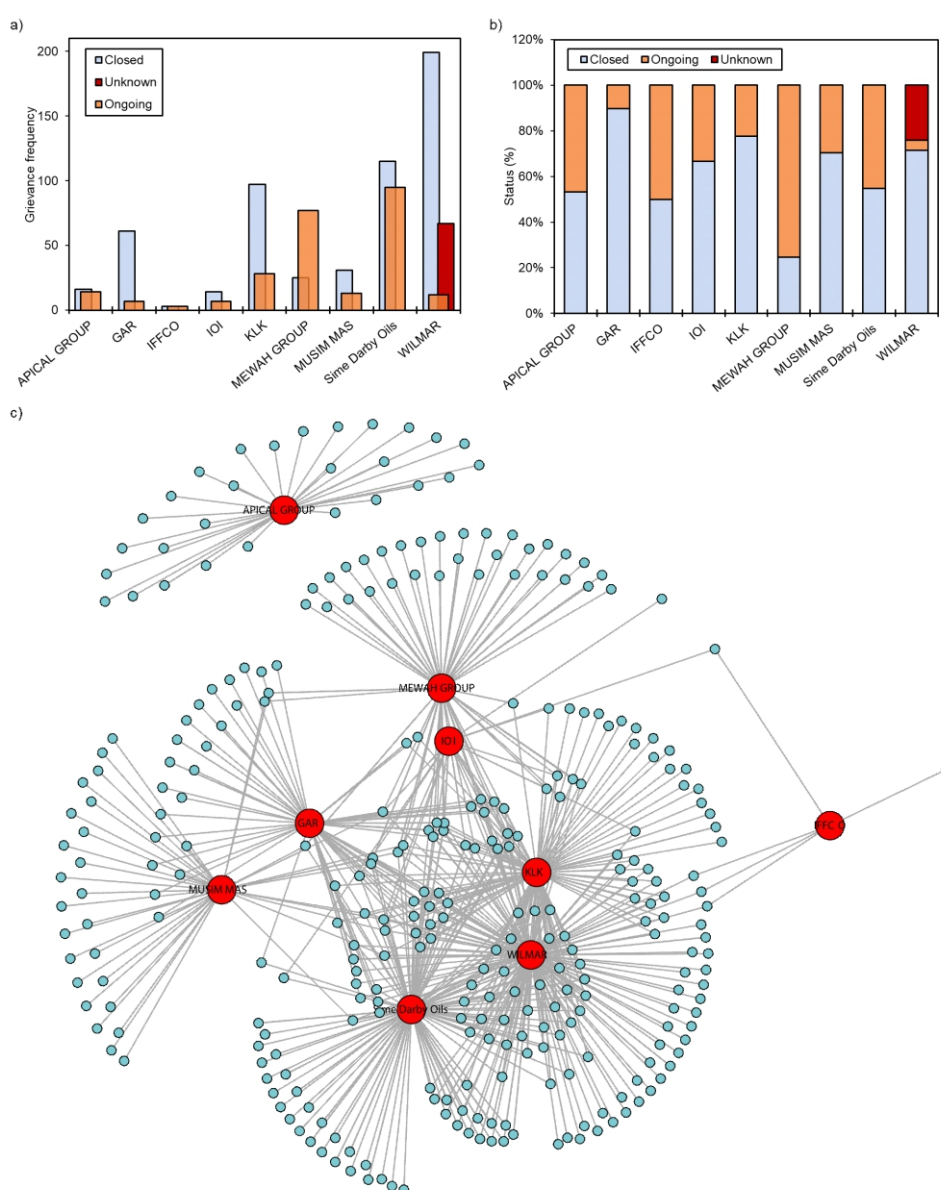 a)
Closed
Unknown
Ongoing
Grievance frequency
200
150
100
50
0
APICAL GROUP
GAR
IFFCO
IOI
KLK
MEWAH GROUP
MUSIM MAS
Sime Darby Oils
WILMAR
b)
Closed Ongoing Unknown
Status (%)
120%
100%
80%
60%
40%
20%
0%
APICAL GROUP
GAR
IFFCO
IOI
KLK
MEWAH GROUP
MUSIM MAS
Sime Darby Oils
WILMAR
c)
APICAL GROUP
MEWAH GROUP
IOI
GAR
IFFCO
KLK
MUSIM MAS
WILMAR
me Darby Oils